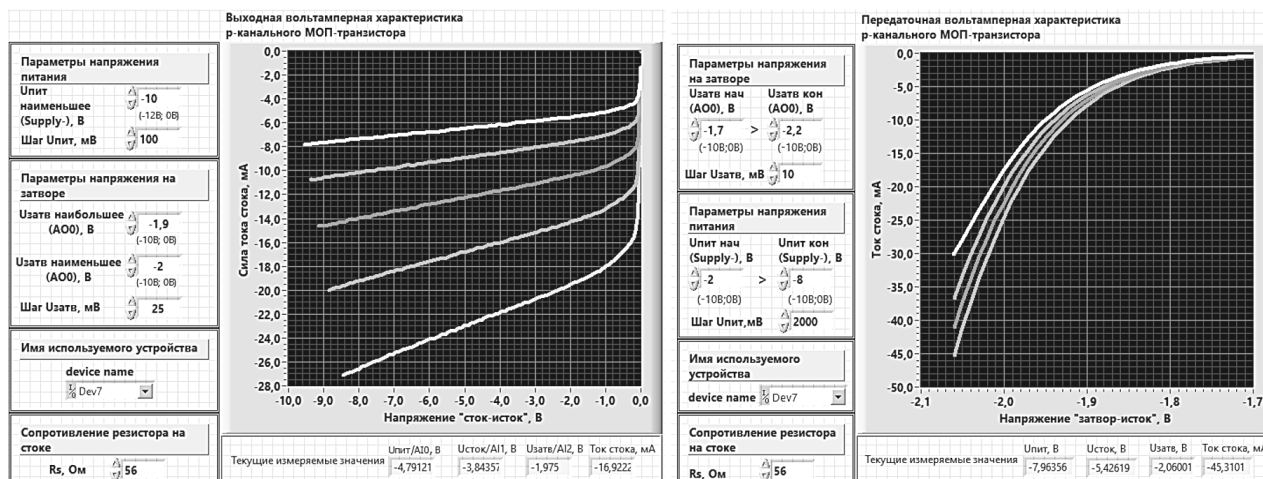 Выходная вольтамперная характеристика
p-канального МОП-транзистора
Параметры напряжения
питания
Uпит
наименьшее
(Supply-), В
-10
(-12В; 0В)
Шаг Uпит, мВ
100
Параметры напряжения на
затворе
Uзатв наибольшее
(AO0), В
-1,9
(-10В; 0В)
Uзатв наименьшее
(AO0), В
-2
(-10В; 0В)
Шаг Uзатв, мВ
25
Имя используемого устройства
device name
Dev7
Сопротивление резистора на
стоке
Rs, Ом
56
Сила тока стока, мА
0,0
-2,0
-4,0
-6,0
-8,0
-10,0
-12,0
-14,0
-16,0
-18,0
-20,0
-22,0
-24,0
-26,0
-28,0
-10,0 -9,0 -8,0 -7,0 -6,0 -5,0 -4,0 -3,0 -2,0 -1,0 0,0
Напряжение "сток-исток", В
Текущие измеряемые значения
Uпит/AI0, В Uсток/AI1, В Uзатв/AI2, В Ток стока, мА
-4,79121 -3,84357 -1,975 -16,9222
Передаточная вольтамперная характеристика
p-канального МОП-транзистора
Параметры напряжения
на затворе
Uзатв нач Uзатв кон
(AO0), В (AO0), В
-1,7 > -2,2
(-10В;0В) (-10В;0В)
Шаг Uзатв, мВ 10
Параметры напряжения
питания
Uпит нач Uпит кон
(Supply-), В (Supply-), В
-2 > -8
(-10В;0В) (-10В;0В)
Шаг Uпит,мВ 2000
Имя используемого
устройства
device name Dev7
Сопротивление резистора
на стоке
Rs, Ом 56
Ток стока, мА
0,0
-5,0
-10,0
-15,0
-20,0
-25,0
-30,0
-35,0
-40,0
-45,0
-50,0
-2,1 -2,0 -1,9 -1,8 -1,7
Напряжение "затвор-исток", В
Текущие измеряемые значения
Uпит, В Uсток, В Uзатв, В Ток стока, мА
-7,96356 -5,42619 -2,06001 -45,3101